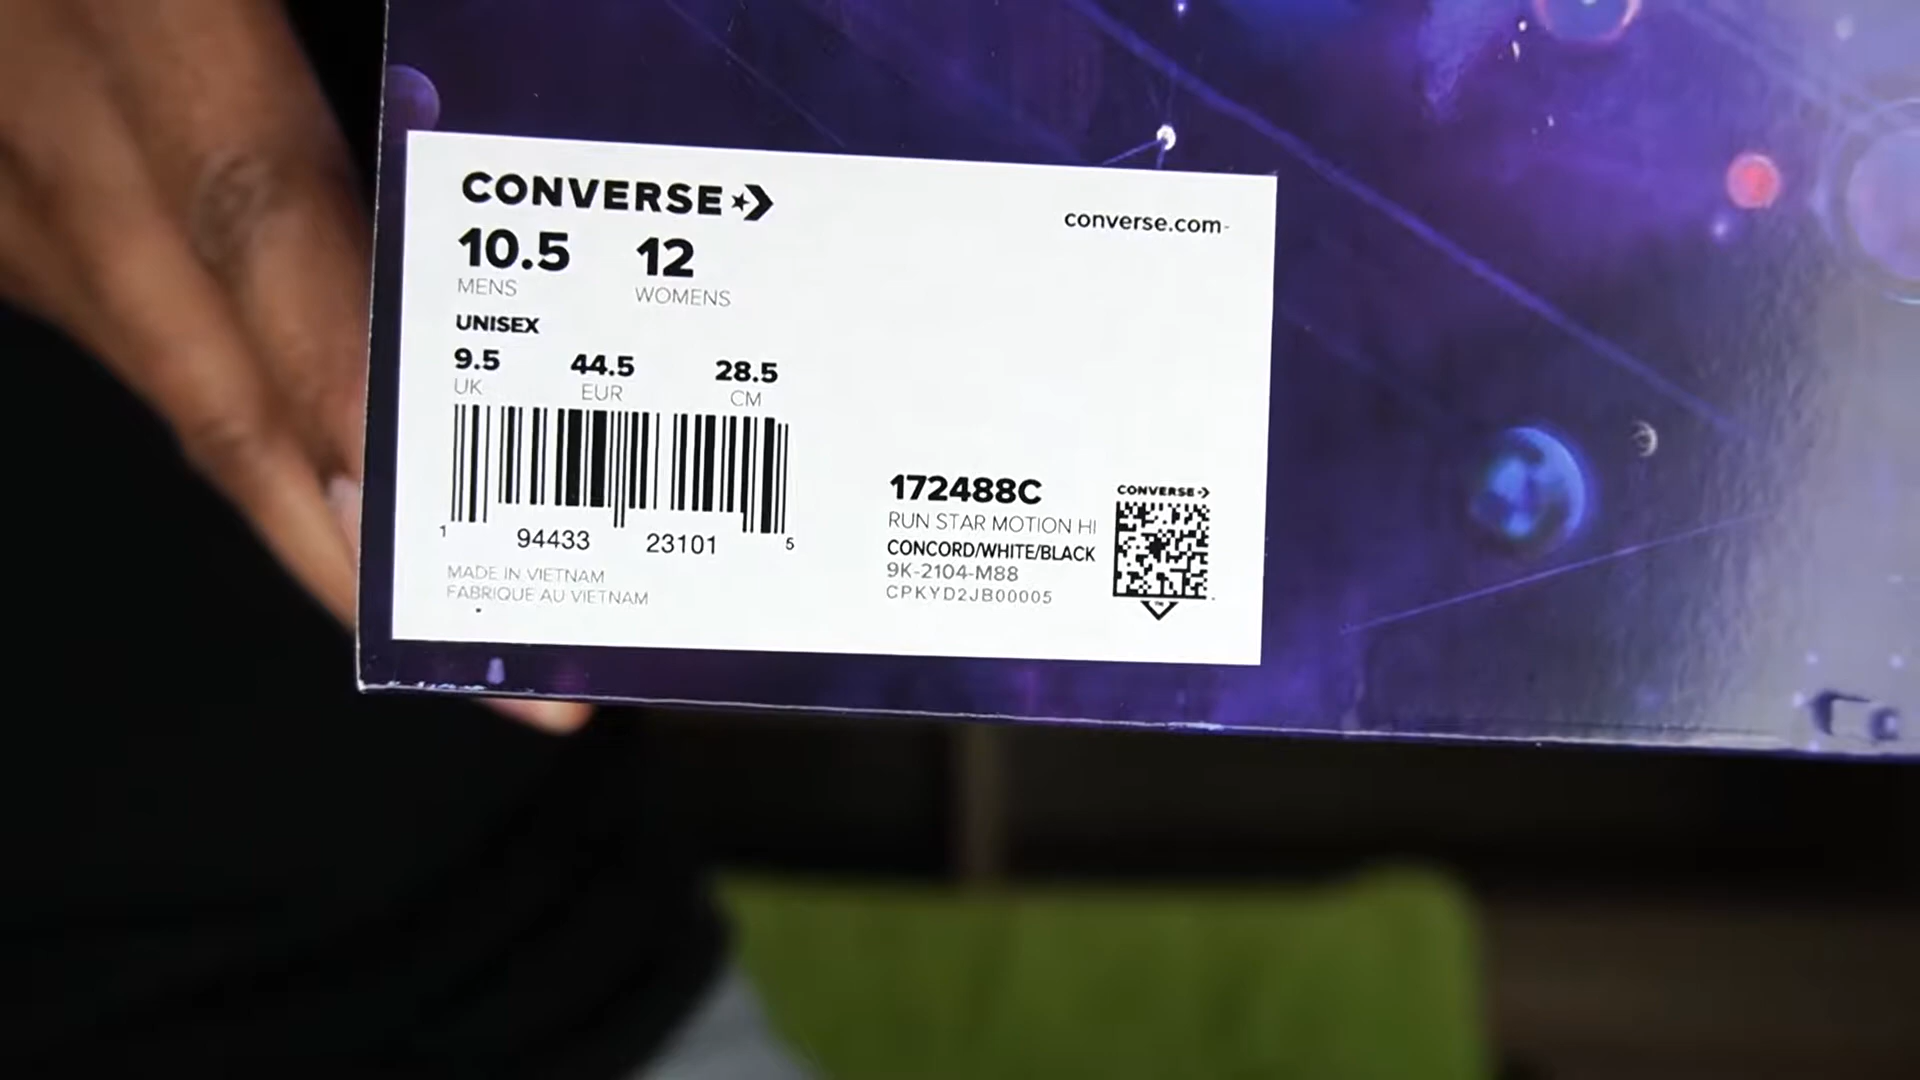 CONVERSE
converse.com
10.5 12
MENS WOMENS
UNISEX
9.5 44.5 28.5
UK EUR CM
1 94433 23101 5
MADE IN VIETNAM
FABRIQUE AU VIETNAM
172488C
RUN STAR MOTION HI
CONCORD/WHITE/BLACK
9K-2104-M88
CPKYD2JB00005
CONVERSE